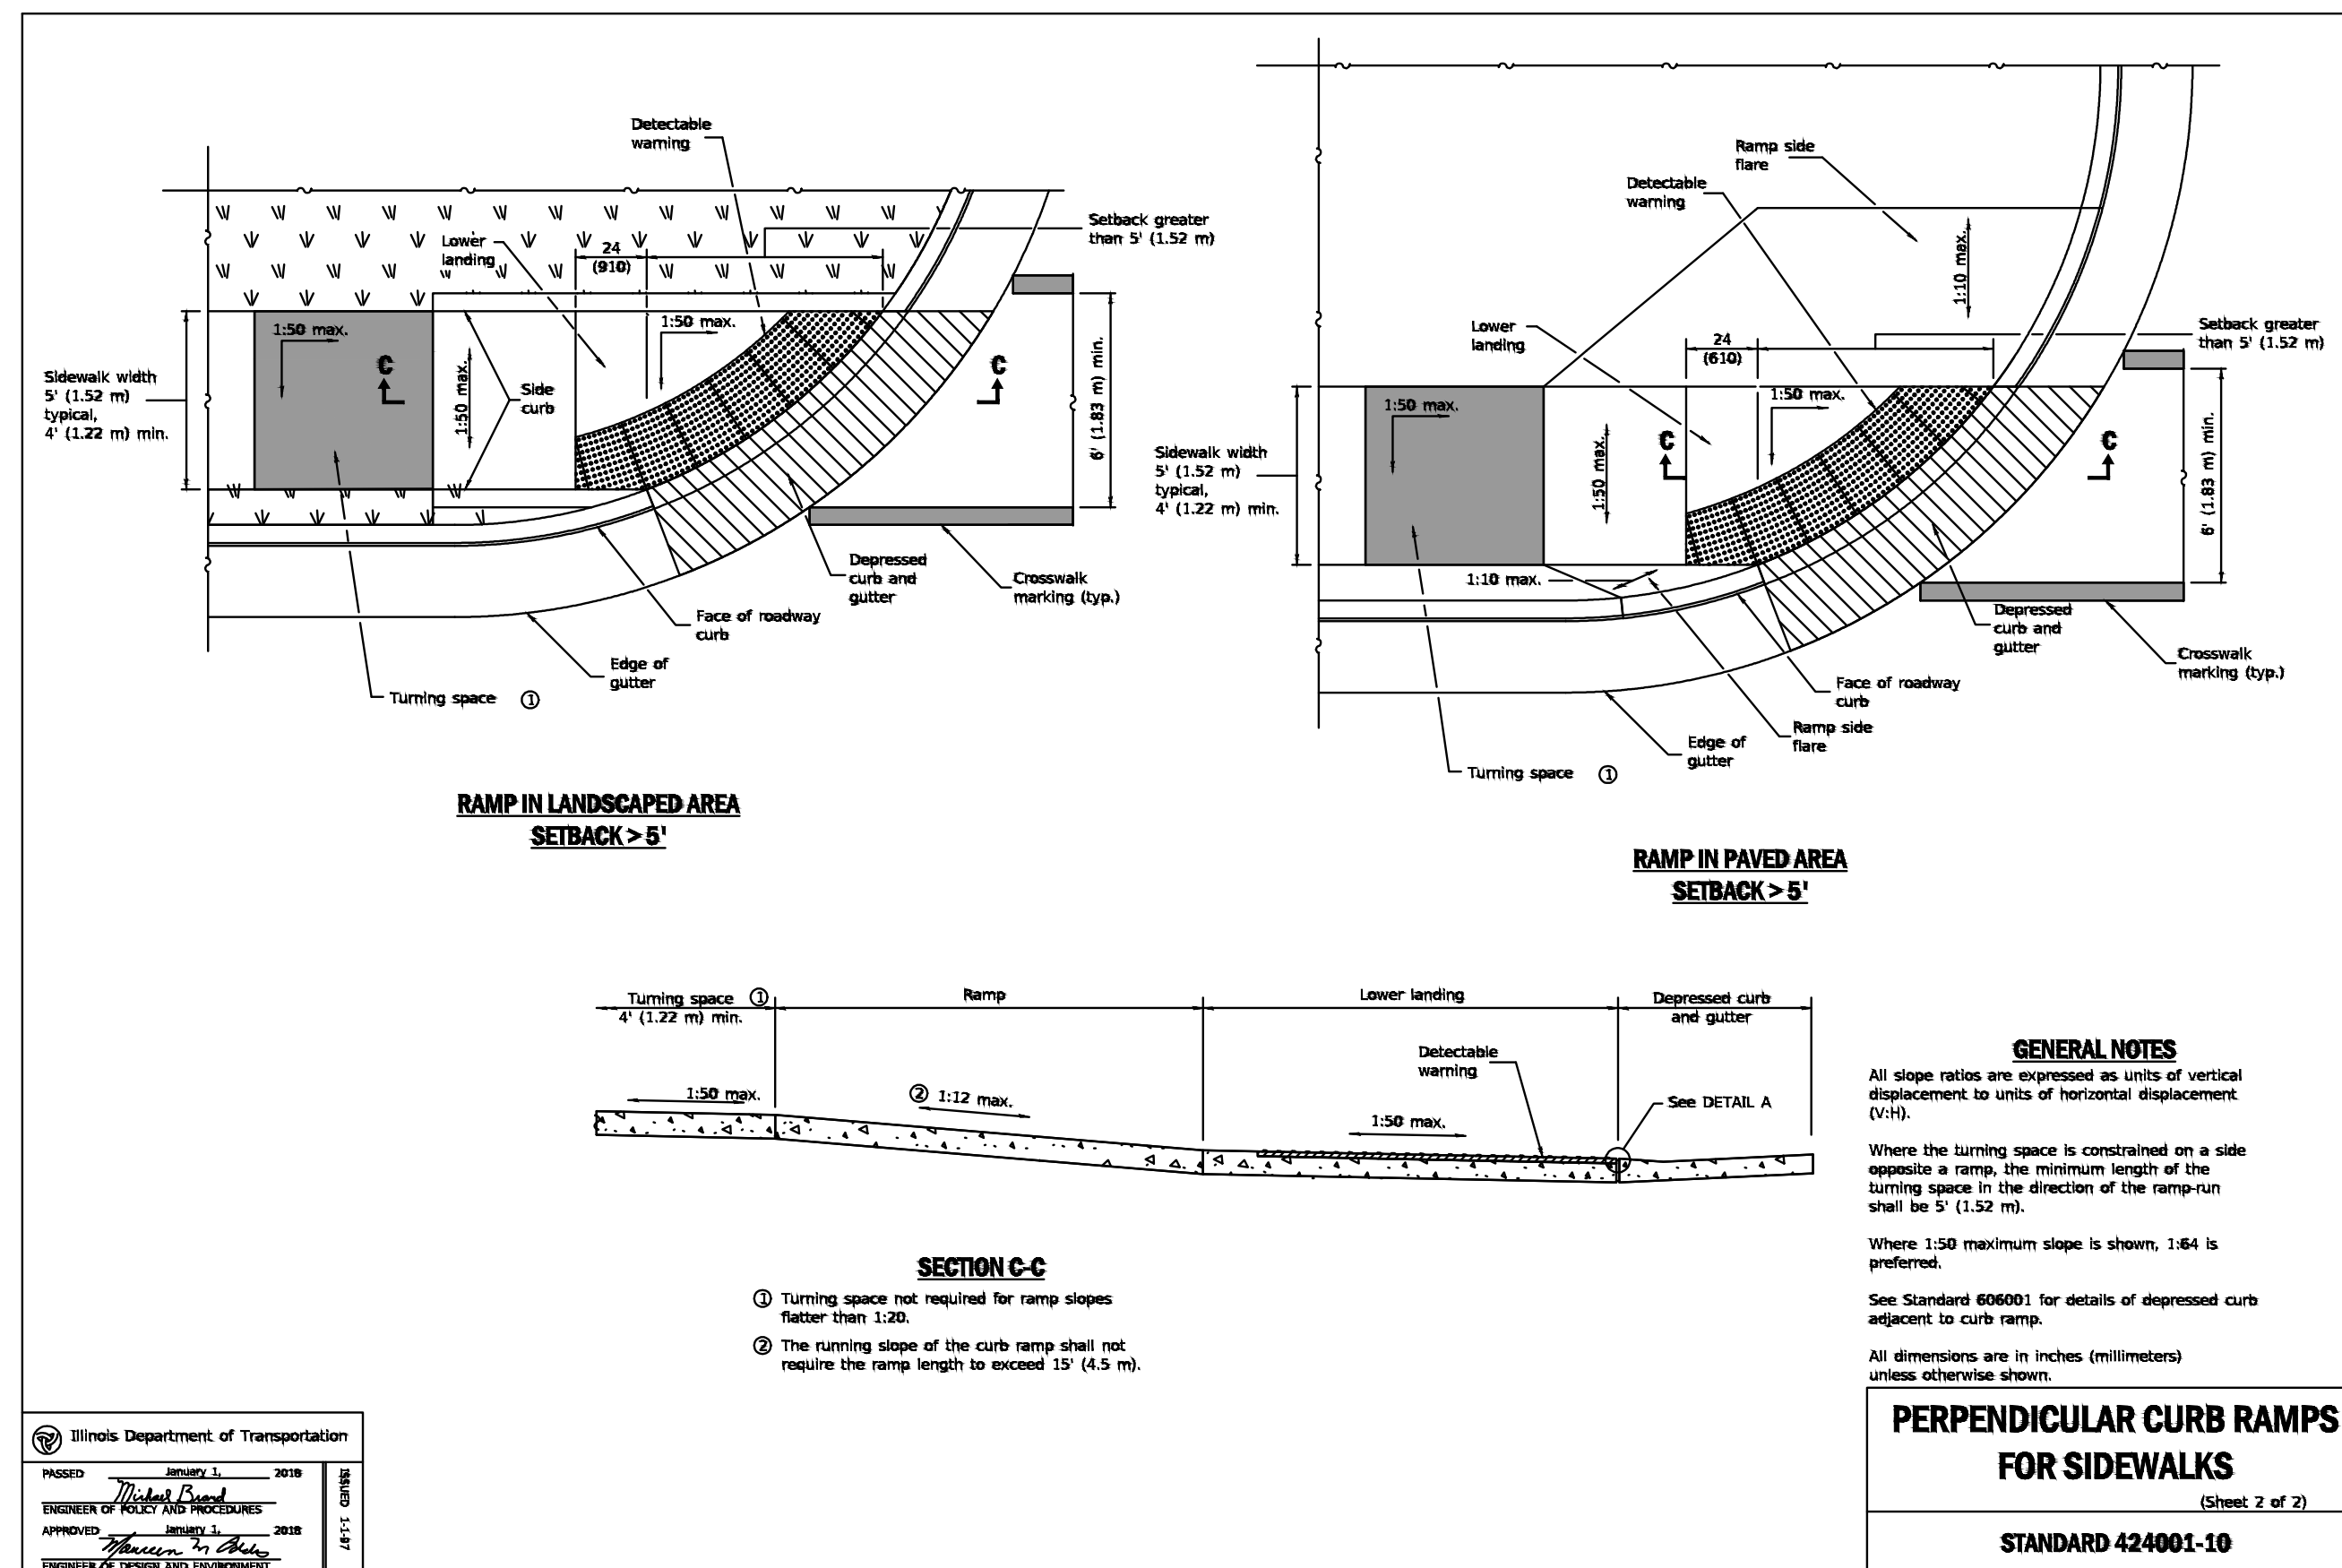 Detectable
warning
Lower
landing
24
(910)
Setback greater
than 5' (1.52 m)
1:50 max.
1:50 max.
C
C
1:50 max.
Side
curb
Sidewalk width
5' (1.52 m)
typical,
4' (1.22 m) min.
6' (1.83 m) min.
Depressed
curb and
gutter
Crosswalk
marking (typ.)
Face of roadway
curb
Edge of
gutter
Turning space 1
RAMP IN LANDSCAPED AREA
SETBACK > 5'
Ramp side
flare
Detectable
warning
1:10 max.
Lower
landing
24
(610)
Setback greater
than 5' (1.52 m)
1:50 max.
1:50 max.
C
C
1:50 max.
Sidewalk width
5' (1.52 m)
typical,
4' (1.22 m) min.
6' (1.83 m) min.
1:10 max.
Depressed
curb and
gutter
Crosswalk
marking (typ.)
Face of roadway
curb
Ramp side
flare
Edge of
gutter
Turning space 1
RAMP IN PAVED AREA
SETBACK > 5'
Turning space 1
4' (1.22 m) min.
Ramp
Lower landing
Depressed curb
and gutter
Detectable
warning
1:50 max.
2 1:12 max.
1:50 max.
See DETAIL A
SECTION C-C
1 Turning space not required for ramp slopes
flatter than 1:20.
2 The running slope of the curb ramp shall not
require the ramp length to exceed 15' (4.5 m).
GENERAL NOTES
All slope ratios are expressed as units of vertical
displacement to units of horizontal displacement
(V:H).
Where the turning space is constrained on a side
opposite a ramp, the minimum length of the
turning space in the direction of the ramp-run
shall be 5' (1.52 m).
Where 1:50 maximum slope is shown, 1:64 is
preferred.
See Standard 606001 for details of depressed curb
adjacent to curb ramp.
All dimensions are in inches (millimeters)
unless otherwise shown.
Illinois Department of Transportation
PASSED January 1, 2018
Michael Brand
ENGINEER OF POLICY AND PROCEDURES
APPROVED January 1, 2018
Maureen M Addis
ENGINEER OF DESIGN AND ENVIRONMENT
ISSUED 1-1-97
PERPENDICULAR CURB RAMPS
FOR SIDEWALKS
(Sheet 2 of 2)
STANDARD 424001-10